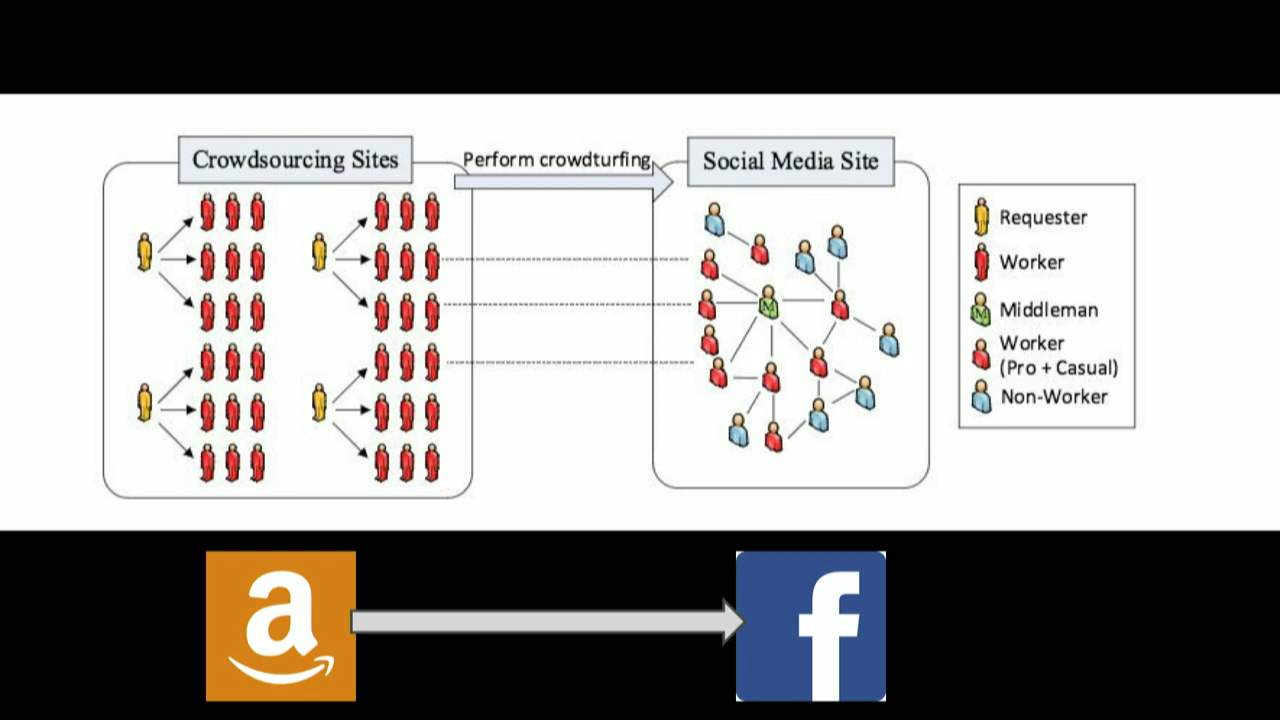 Crowdsourcing Sites
Perform crowdturfing
Social Media Site
Requester
Worker
M
Middleman
Worker
(Pro + Casual)
Non-Worker
M
a
f